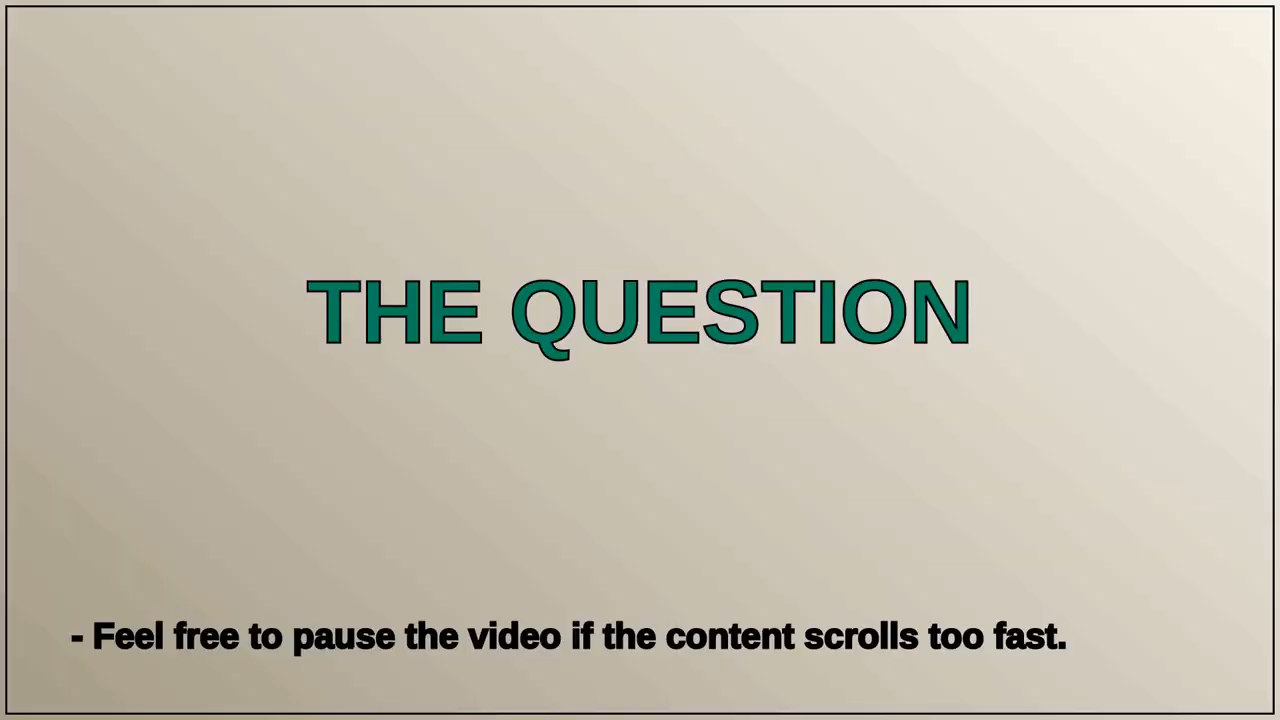 THE QUESTION
- Feel free to pause the video if the content scrolls too fast.